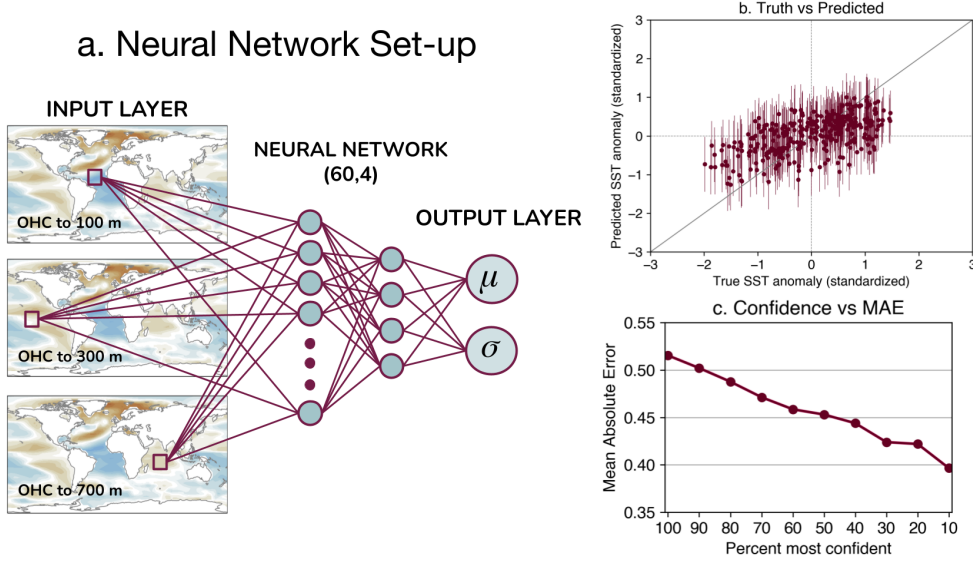 a. Neural Network Set-up
INPUT LAYER
OHC to 100 m
OHC to 300 m
OHC to 700 m
NEURAL NETWORK
(60,4)
OUTPUT LAYER
μ
σ
b. Truth vs Predicted
Predicted SST anomaly (standardized)
3
2
1
0
−1
−2
−3
−3 −2 −1 0 1 2 3
True SST anomaly (standardized)
c. Confidence vs MAE
Mean Absolute Error
0.55
0.50
0.45
0.40
0.35
100 90 80 70 60 50 40 30 20 10
Percent most confident